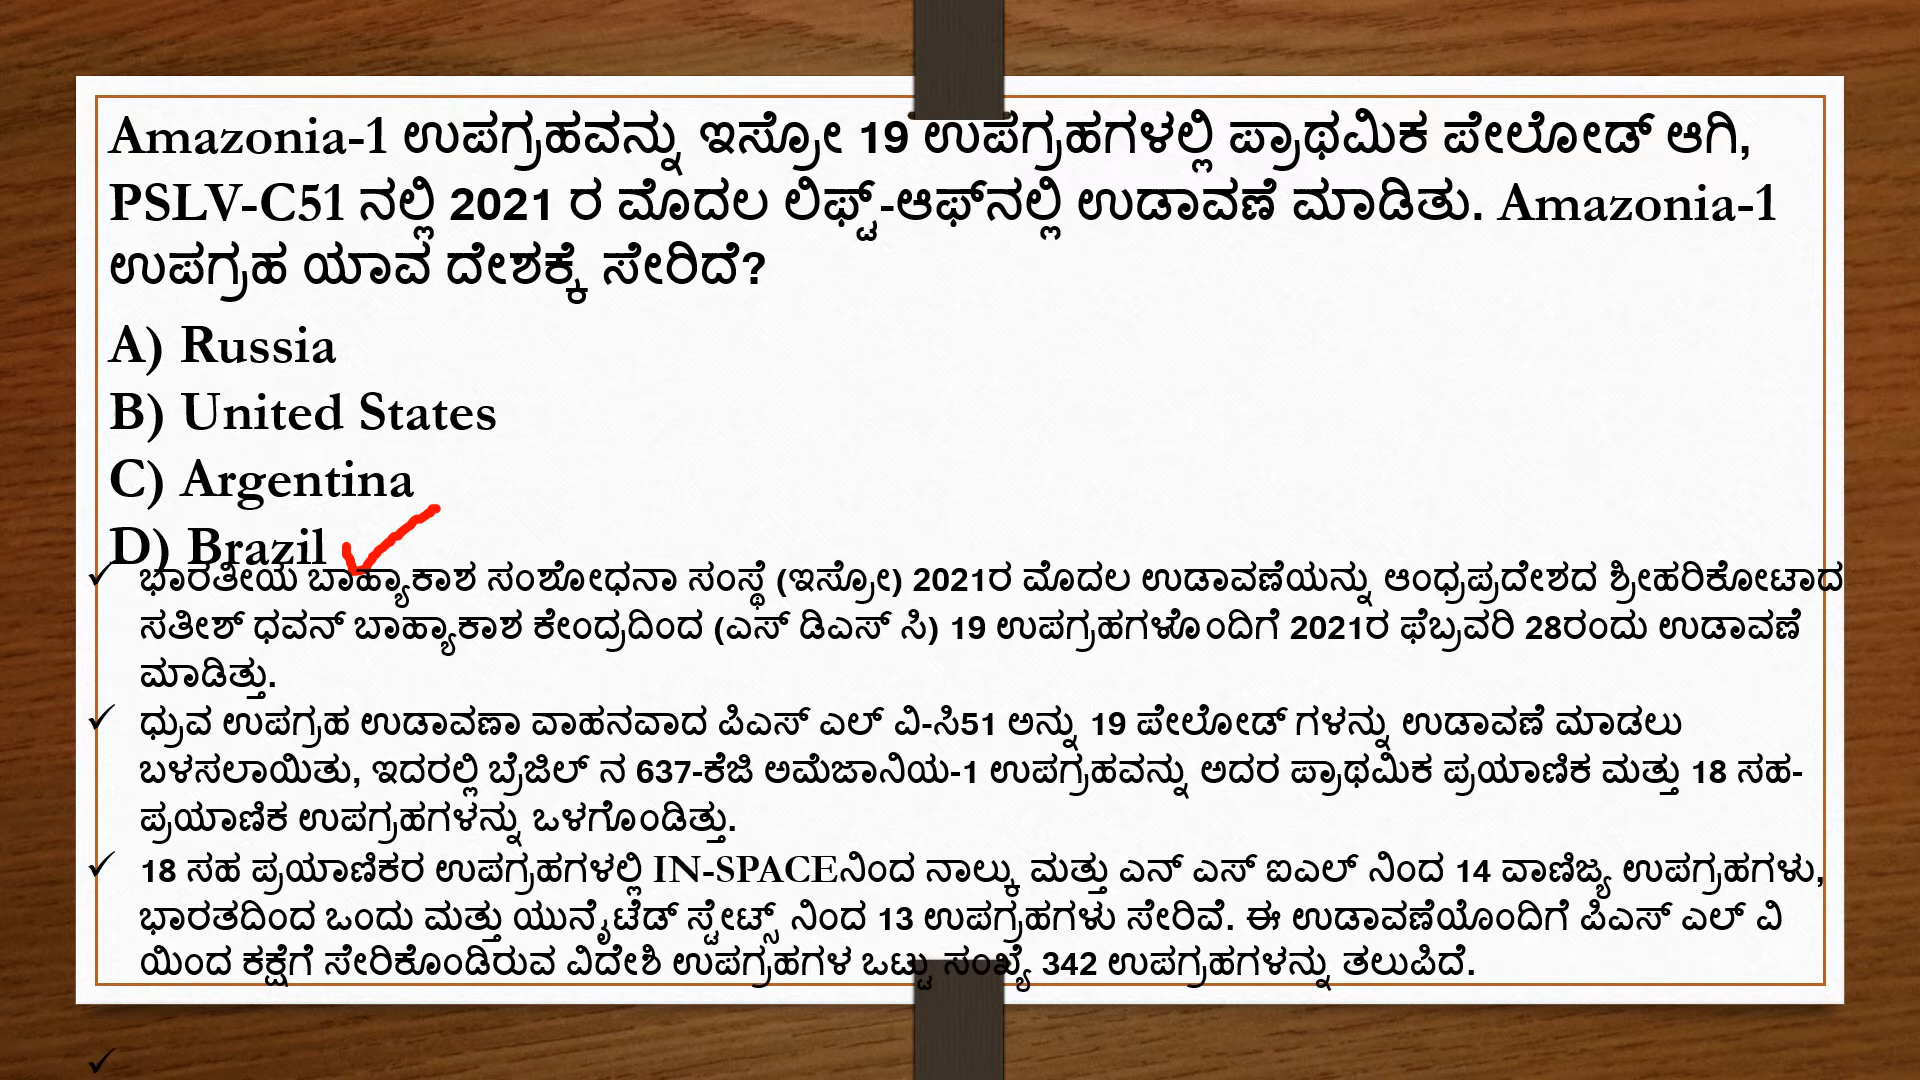 Amazonia-1 ಉಪಗ್ರಹವನ್ನು ಇಸ್ರೋ 19 ಉಪಗ್ರಹಗಳಲ್ಲಿ ಪ್ರಾಥಮಿಕ ಪೇಲೋಡ್ ಆಗಿ,
PSLV-C51 ನಲ್ಲಿ 2021 ರ ಮೊದಲ ಲಿಫ್ಟ್-ಆಫ್‌ನಲ್ಲಿ ಉಡಾವಣೆ ಮಾಡಿತು. Amazonia-1
ಉಪಗ್ರಹ ಯಾವ ದೇಶಕ್ಕೆ ಸೇರಿದೆ?
A) Russia
B) United States
C) Argentina
D) Brazil
✓ ಭಾರತೀಯ ಬಾಹ್ಯಾಕಾಶ ಸಂಶೋಧನಾ ಸಂಸ್ಥೆ (ಇಸ್ರೋ) 2021ರ ಮೊದಲ ಉಡಾವಣೆಯನ್ನು ಆಂಧ್ರಪ್ರದೇಶದ ಶ್ರೀಹರಿಕೋಟಾದ
ಸತೀಶ್ ಧವನ್ ಬಾಹ್ಯಾಕಾಶ ಕೇಂದ್ರದಿಂದ (ಎಸ್ ಡಿಎಸ್ ಸಿ) 19 ಉಪಗ್ರಹಗಳೊಂದಿಗೆ 2021ರ ಫೆಬ್ರವರಿ 28ರಂದು ಉಡಾವಣೆ
ಮಾಡಿತ್ತು.
✓ ಧ್ರುವ ಉಪಗ್ರಹ ಉಡಾವಣಾ ವಾಹನವಾದ ಪಿಎಸ್ ಎಲ್ ವಿ-ಸಿ51 ಅನ್ನು 19 ಪೇಲೋಡ್ ಗಳನ್ನು ಉಡಾವಣೆ ಮಾಡಲು
ಬಳಸಲಾಯಿತು, ಇದರಲ್ಲಿ ಬ್ರೆಜಿಲ್ ನ 637-ಕೆಜಿ ಅಮೆಜಾನಿಯ-1 ಉಪಗ್ರಹವನ್ನು ಅದರ ಪ್ರಾಥಮಿಕ ಪ್ರಯಾಣಿಕ ಮತ್ತು 18 ಸಹ-
ಪ್ರಯಾಣಿಕ ಉಪಗ್ರಹಗಳನ್ನು ಒಳಗೊಂಡಿತ್ತು.
✓ 18 ಸಹ ಪ್ರಯಾಣಿಕರ ಉಪಗ್ರಹಗಳಲ್ಲಿ IN-SPACEನಿಂದ ನಾಲ್ಕು ಮತ್ತು ಎನ್ ಎಸ್ ಐಎಲ್ ನಿಂದ 14 ವಾಣಿಜ್ಯ ಉಪಗ್ರಹಗಳು,
ಭಾರತದಿಂದ ಒಂದು ಮತ್ತು ಯುನೈಟೆಡ್ ಸ್ಟೇಟ್ಸ್ ನಿಂದ 13 ಉಪಗ್ರಹಗಳು ಸೇರಿವೆ. ಈ ಉಡಾವಣೆಯೊಂದಿಗೆ ಪಿಎಸ್ ಎಲ್ ವಿ
ಯಿಂದ ಕಕ್ಷೆಗೆ ಸೇರಿಕೊಂಡಿರುವ ವಿದೇಶಿ ಉಪಗ್ರಹಗಳ ಒಟ್ಟು ಸಂಖ್ಯೆ 342 ಉಪಗ್ರಹಗಳನ್ನು ತಲುಪಿದೆ.